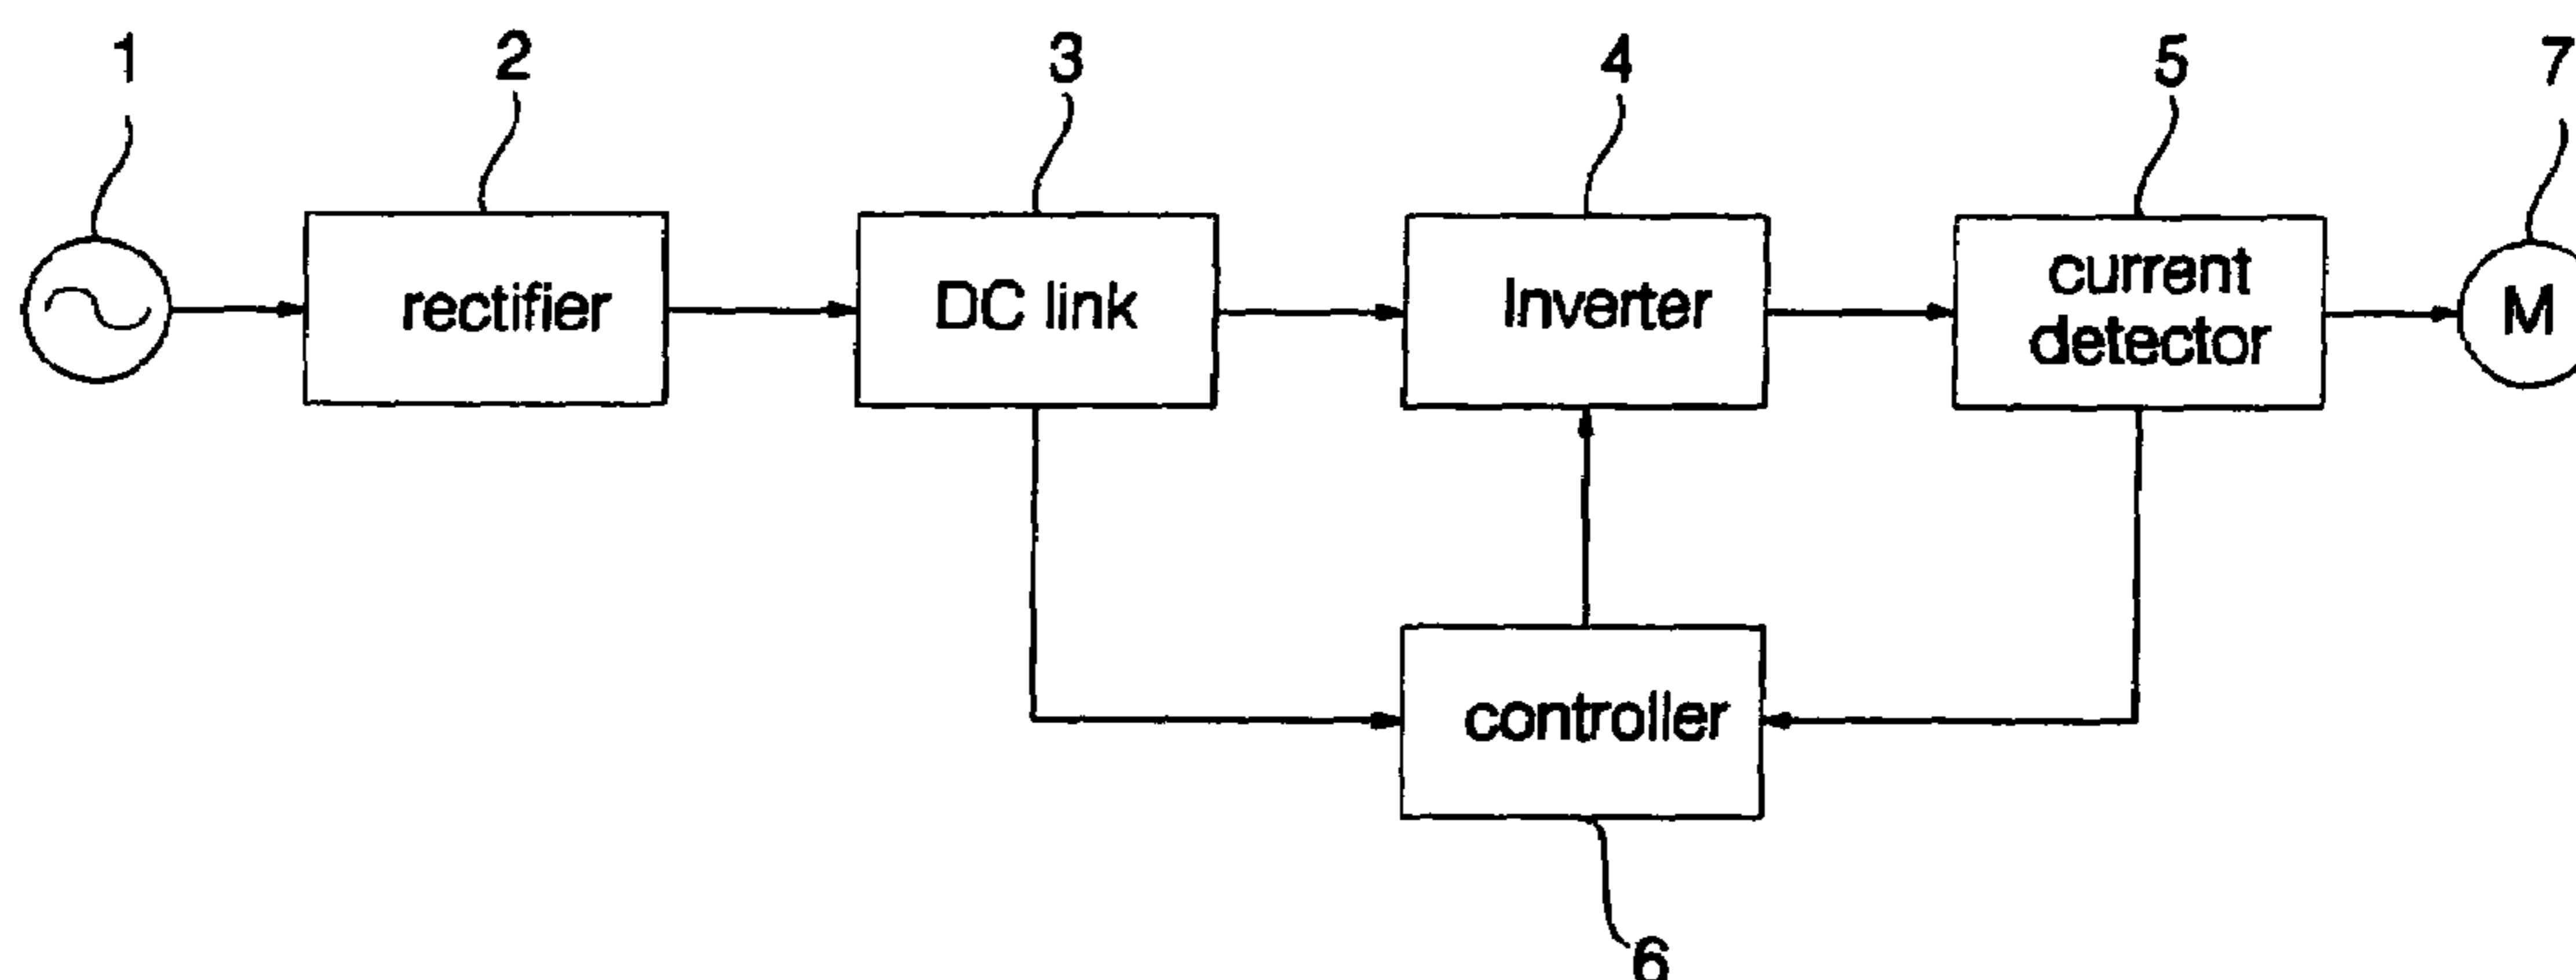 1
2
3
4
5
7
rectifier
DC link
Inverter
current
detector
M
controller
6